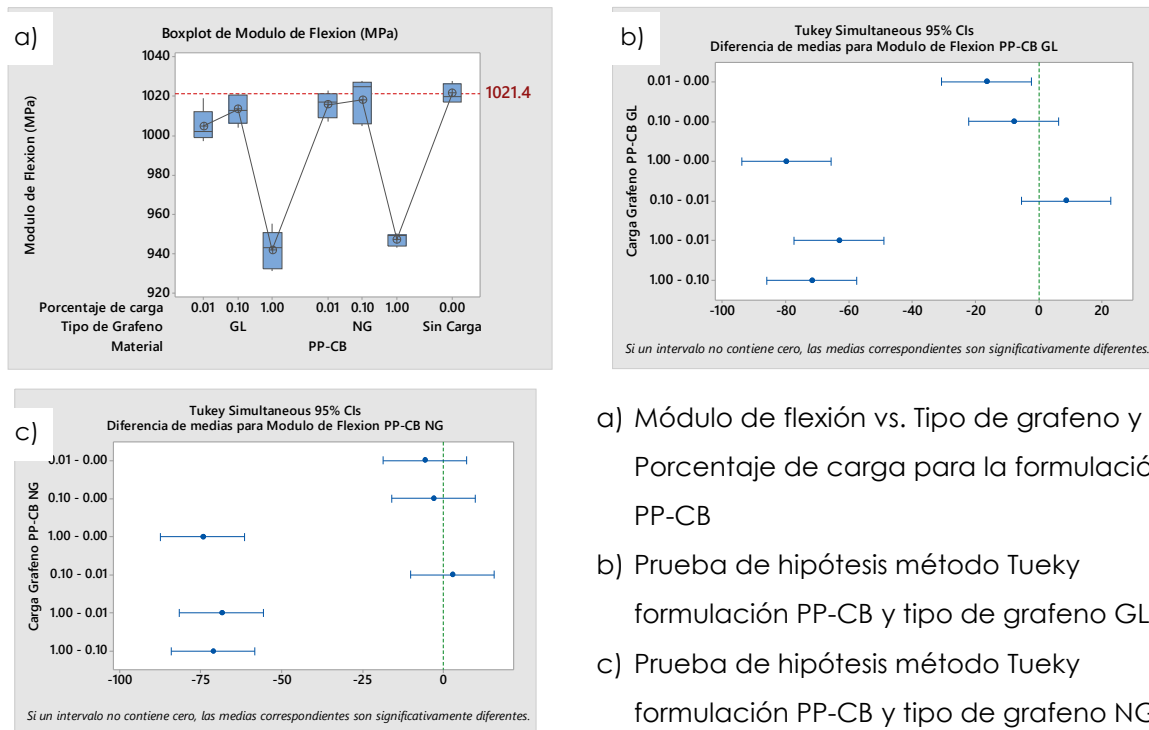 a)
Boxplot de Modulo de Flexion (MPa)
Modulo de Flexion (MPa)
1040
1020
1000
980
960
940
920
1021.4
Porcentaje de carga 0.01 0.10 1.00 0.01 0.10 1.00 0.00
Tipo de Grafeno GL NG Sin Carga
Material PP-CB
b)
Tukey Simultaneous 95% CIs
Diferencia de medias para Modulo de Flexion PP-CB GL
Carga Grafeno PP-CB GL
0.01 - 0.00
0.10 - 0.00
1.00 - 0.00
0.10 - 0.01
1.00 - 0.01
1.00 - 0.10
-100 -80 -60 -40 -20 0 20
Si un intervalo no contiene cero, las medias correspondientes son significativamente diferentes.
c)
Tukey Simultaneous 95% CIs
Diferencia de medias para Modulo de Flexion PP-CB NG
Carga Grafeno PP-CB NG
0.01 - 0.00
0.10 - 0.00
1.00 - 0.00
0.10 - 0.01
1.00 - 0.01
1.00 - 0.10
-100 -75 -50 -25 0
Si un intervalo no contiene cero, las medias correspondientes son significativamente diferentes.
a) Módulo de flexión vs. Tipo de grafeno y
Porcentaje de carga para la formulació
PP-CB
b) Prueba de hipótesis método Tueky
formulación PP-CB y tipo de grafeno GL
c) Prueba de hipótesis método Tueky
formulación PP-CB y tipo de grafeno NG